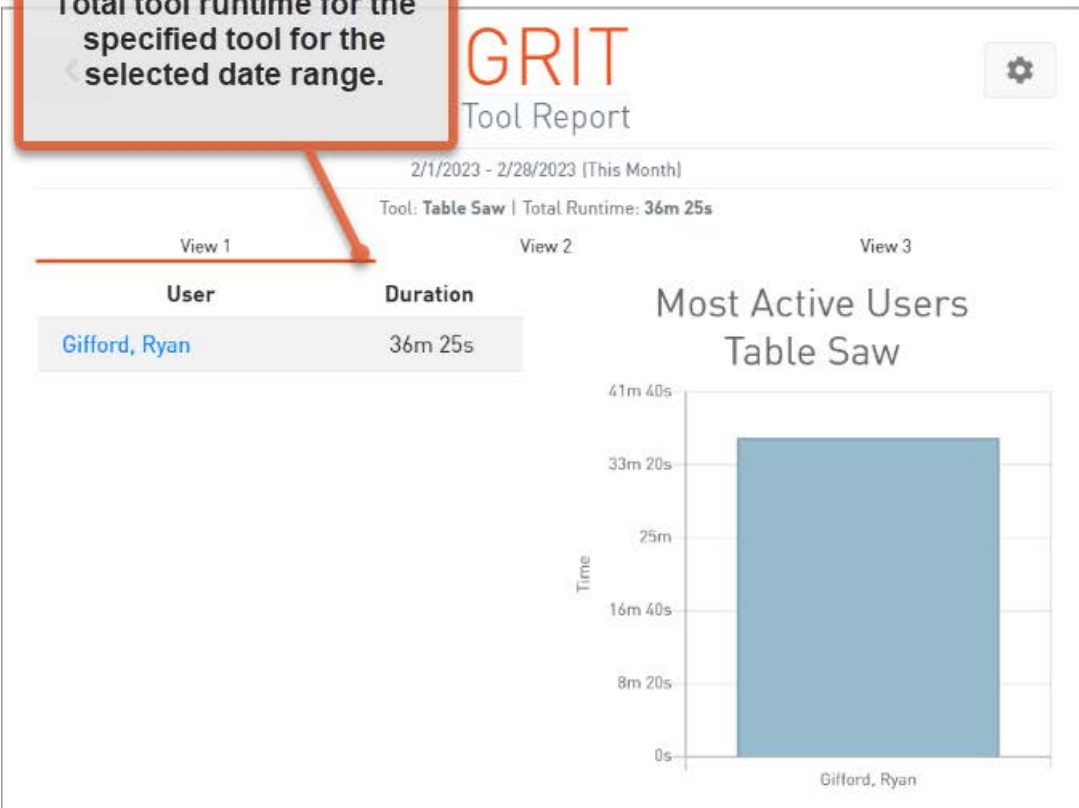 Total tool runtime for the
specified tool for the
selected date range.
GRIT
Tool Report
2/1/2023 - 2/28/2023 (This Month)
Tool: Table Saw | Total Runtime: 36m 25s
View 1 View 2 View 3
User Duration
Gifford, Ryan 36m 25s
Most Active Users
Table Saw
41m 40s
33m 20s
25m
16m 40s
8m 20s
0s
Time
Gifford, Ryan